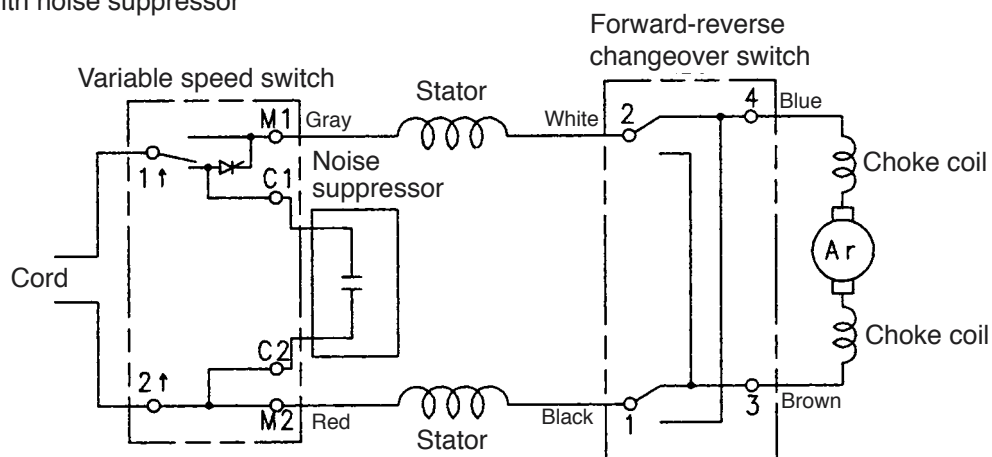 with noise suppressor
Forward-reverse
changeover switch
Variable speed switch
Stator
M1
Gray
White
2
4
Blue
1↑
C1
Noise
suppressor
Choke coil
Ar
Cord
Choke coil
C2
2↑
M2
Red
Stator
Black
1
3
Brown